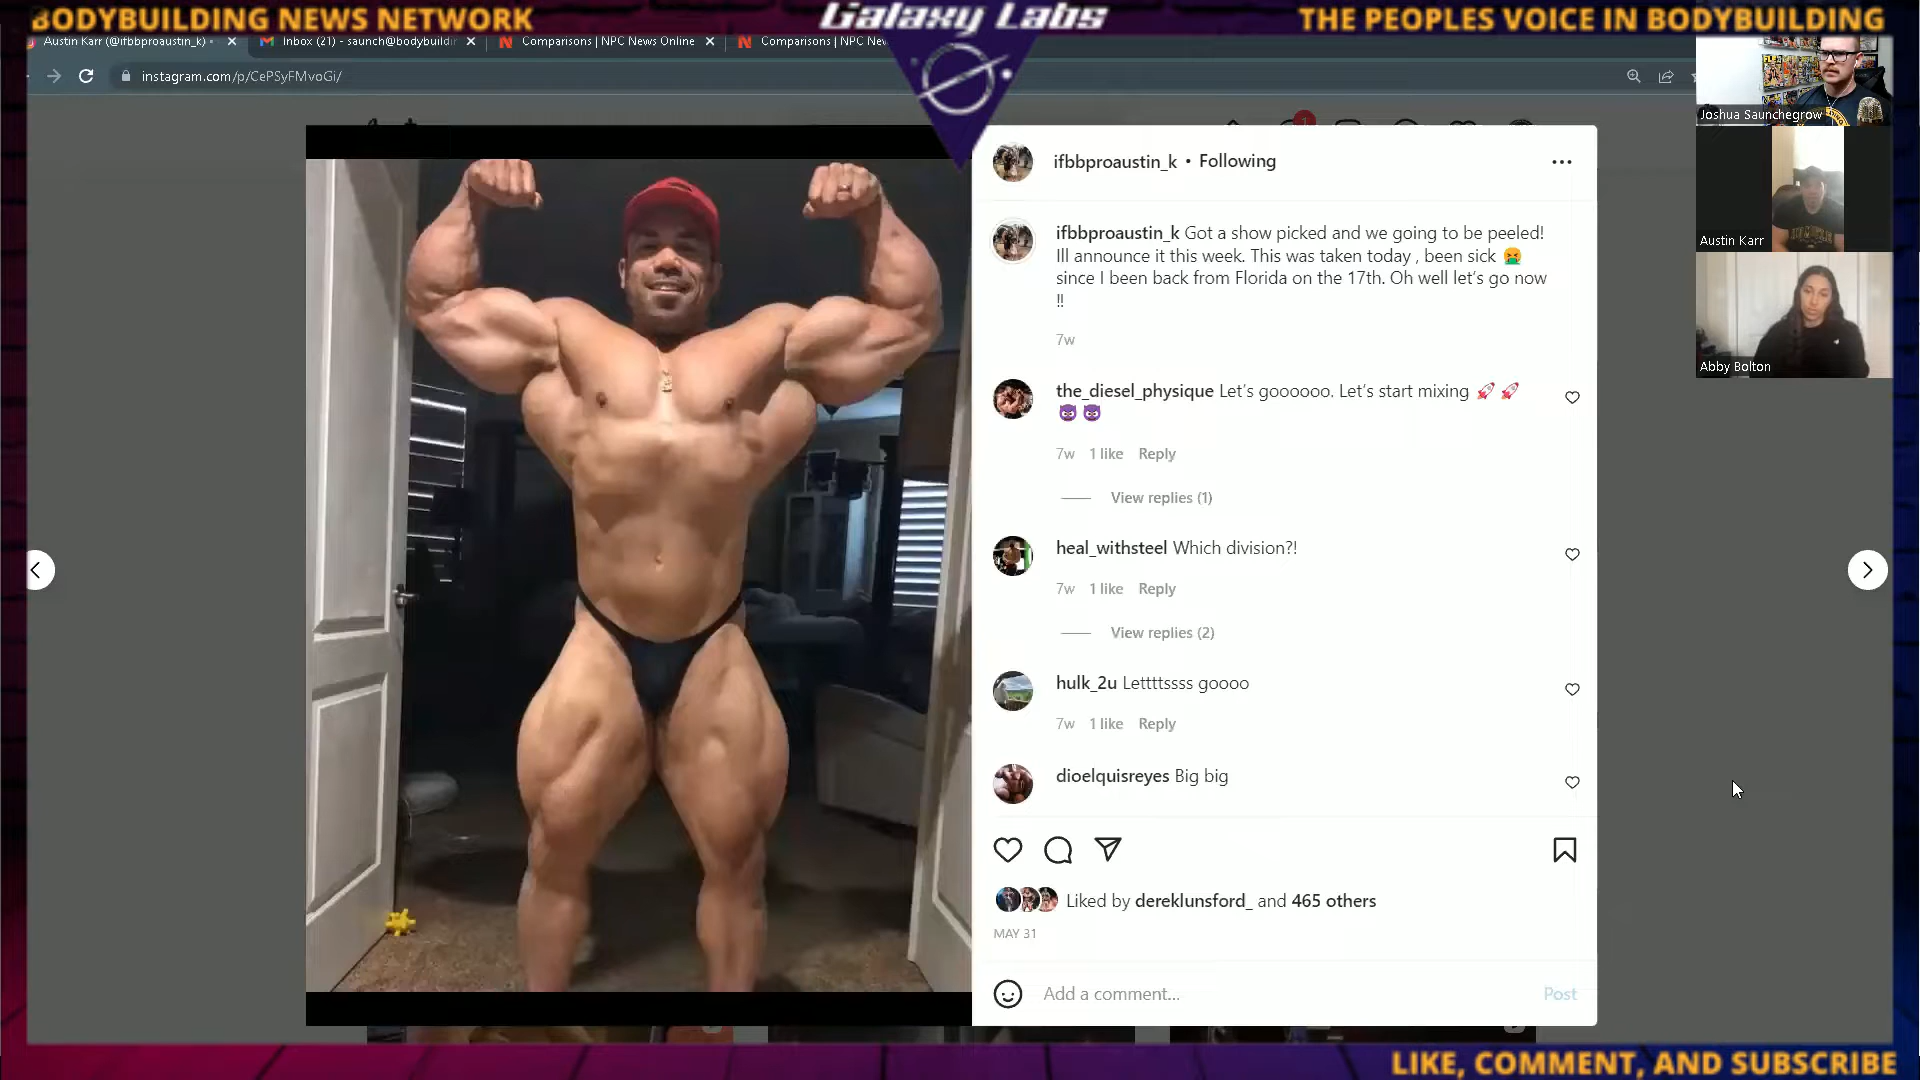 BODYBUILDING NEWS NETWORK
Galaxy Labs
THE PEOPLES VOICE IN BODYBUILDING
Austin Karr (@ifbbproaustin_k) •
Inbox (21) - saunch@bodybuildin
Comparisons | NPC News Online
Comparisons | NPC Nev
instagram.com/p/CePSyFMvoGi/
Joshua Saunchegrow
Austin Karr
Abby Bolton
1
ifbbproaustin_k • Following
ifbbproaustin_k Got a show picked and we going to be peeled!
Ill announce it this week. This was taken today , been sick 🤮
since I been back from Florida on the 17th. Oh well let's go now
!!
7w
the_diesel_physique Let's goooooo. Let's start mixing 🚀 🚀
😈 😈
7w 1 like Reply
View replies (1)
heal_withsteel Which division?!
7w 1 like Reply
View replies (2)
hulk_2u Lettttssss goooo
7w 1 like Reply
dioelquisreyes Big big
Liked by dereklunsford_ and 465 others
MAY 31
Add a comment...
Post
LIKE, COMMENT, AND SUBSCRIBE